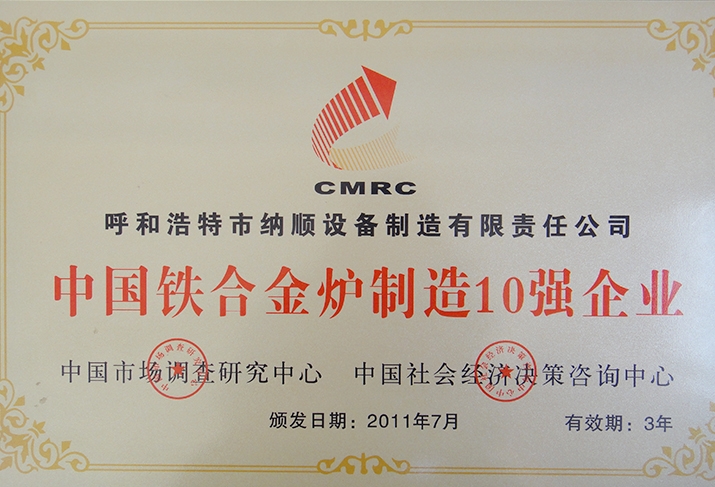 CMRC
呼和浩特市纳顺设备制造有限责任公司
中国铁合金炉制造10强企业
中国市场调查研究中心 中国社会经济决策咨询中心
颁发日期：2011年7月 有效期：3年